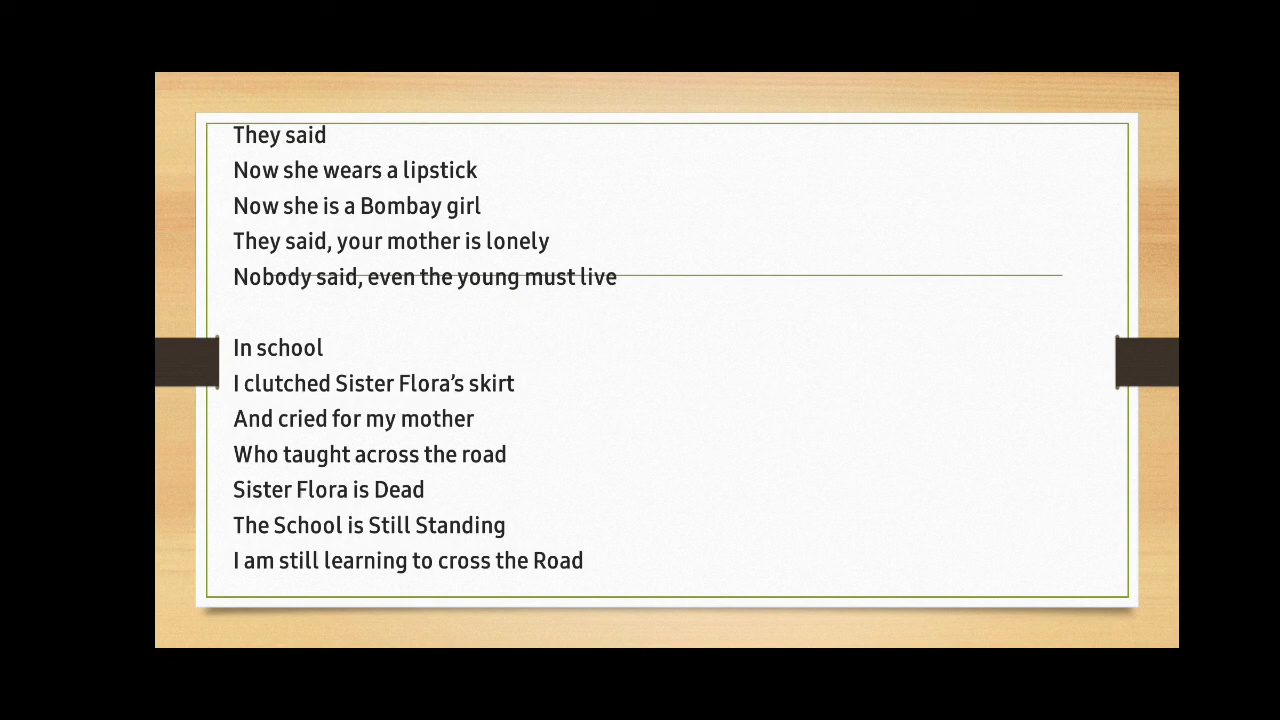 They said
Now she wears a lipstick
Now she is a Bombay girl
They said, your mother is lonely
Nobody said, even the young must live
In school
I clutched Sister Flora’s skirt
And cried for my mother
Who taught across the road
Sister Flora is Dead
The School is Still Standing
I am still learning to cross the Road